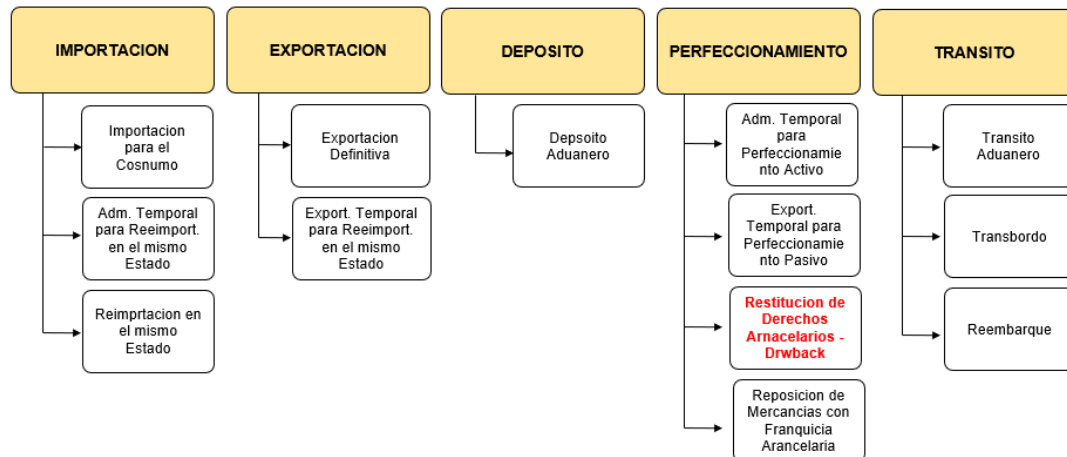 IMPORTACION
EXPORTACION
DEPOSITO
PERFECCIONAMIENTO
TRANSITO
Importacion
para el
Cosnumo
Adm. Temporal
para Reeimport.
en el mismo
Estado
Reimprtacion en
el mismo
Estado
Exportacion
Definitiva
Export. Temporal
para Reeimport.
en el mismo
Estado
Depsoito
Aduanero
Adm. Temporal
para
Perfeccionamie
nto Activo
Export.
Temporal para
Perfeccionamie
nto Pasivo
Restitucion de
Derechos
Arnacelarios -
Drwback
Reposicion de
Mercancias con
Franquicia
Arancelaria
Transito
Aduanero
Transbordo
Reembarque